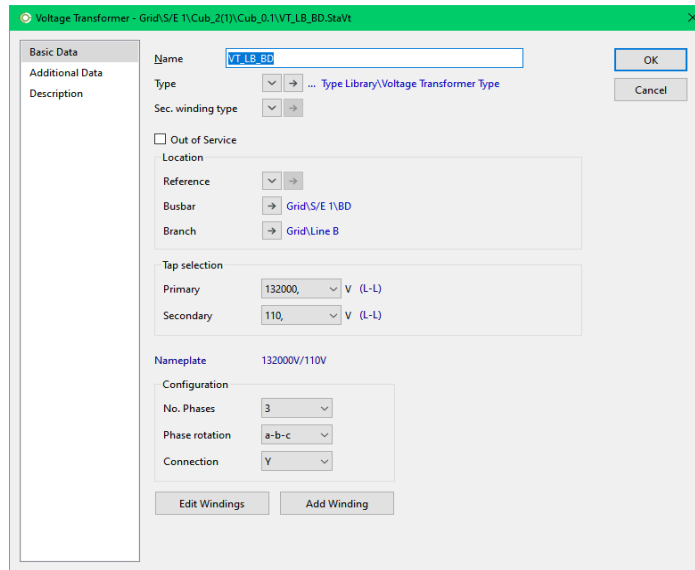 Voltage Transformer - Grid\S/E 1\Cub_2(1)\Cub_0.1\VT_LB_BD.StaVt
Basic Data
Additional Data
Description
Name VT_LB_BD
Type ... Type Library\Voltage Transformer Type
Sec. winding type
Out of Service
Location
Reference
Busbar Grid\S/E 1\BD
Branch Grid\Line B
Tap selection
Primary 132000, V (L-L)
Secondary 110, V (L-L)
Nameplate 132000V/110V
Configuration
No. Phases 3
Phase rotation a-b-c
Connection Y
Edit Windings Add Winding
OK
Cancel